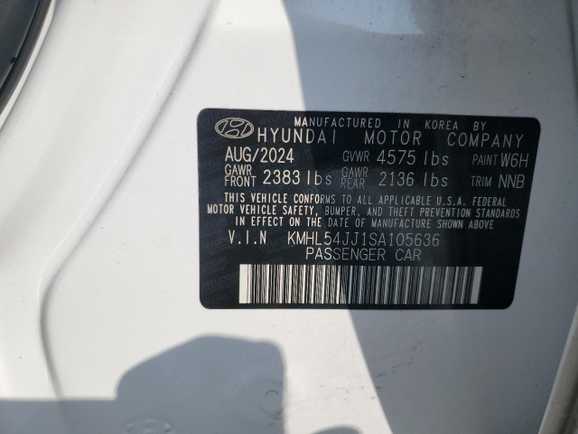 MANUFACTURED IN KOREA BY
HYUNDAI MOTOR COMPANY
AUG/2024 GVWR 4575 lbs PAINT W6H
GAWR FRONT 2383 lbs GAWR REAR 2136 lbs TRIM NNB
THIS VEHICLE CONFORMS TO ALL APPLICABLE U.S.A. FEDERAL
MOTOR VEHICLE SAFETY, BUMPER, AND THEFT PREVENTION STANDARDS
IN EFFECT ON THE DATE OF MANUFACTURE SHOWN ABOVE.
V.I.N KMHL54JJ1SA105636
PASSENGER CAR